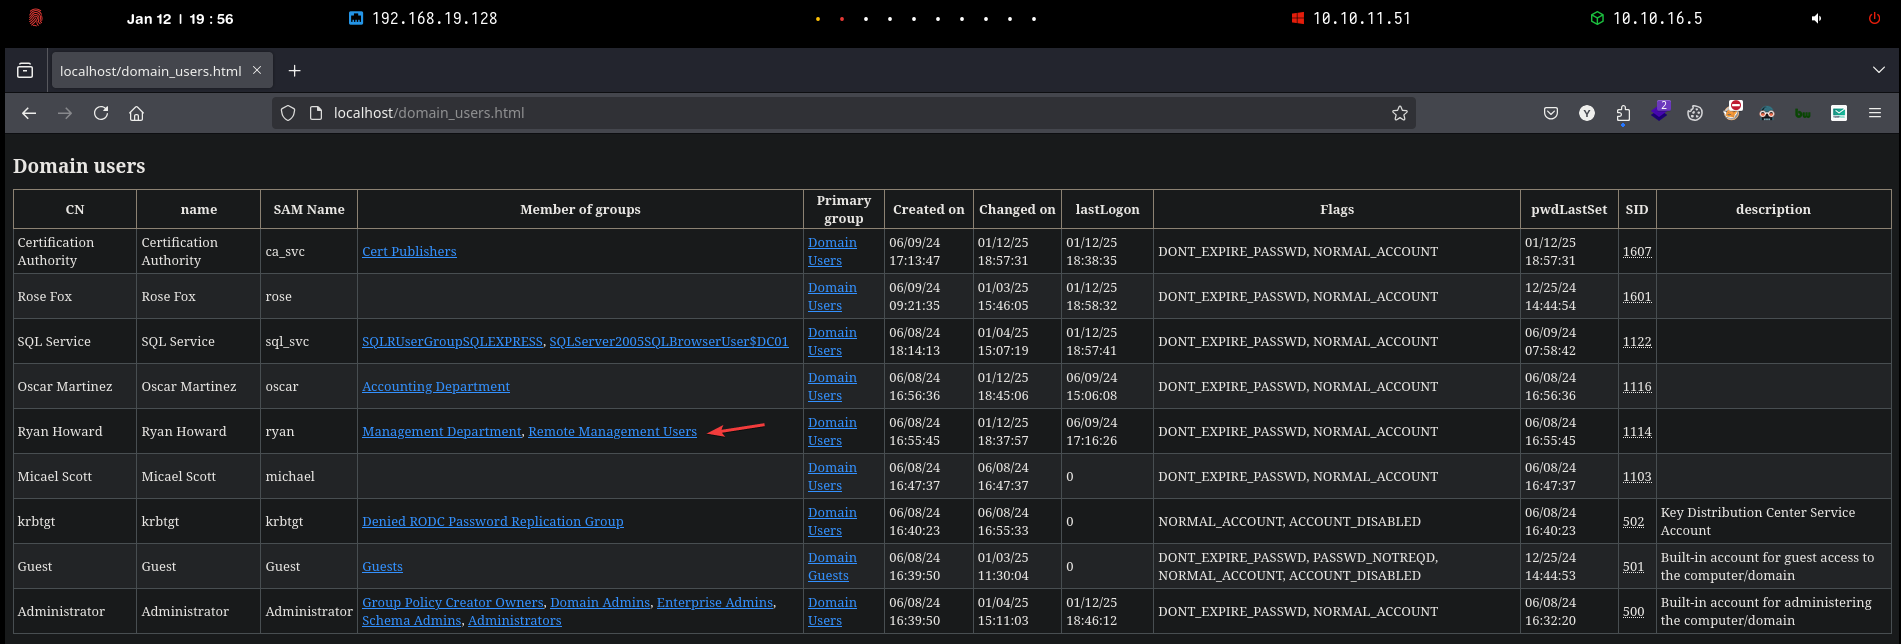 Jan 12 | 19 : 56
192.168.19.128
10.10.11.51
10.10.16.5
localhost/domain_users.html
localhost/domain_users.html
2
Y
bw
Domain users
CN name SAM Name Member of groups Primary group Created on Changed on lastLogon Flags pwdLastSet SID description
Certification Authority Certification Authority ca_svc Cert Publishers Domain Users 06/09/24 17:13:47 01/12/25 18:57:31 01/12/25 18:38:35 DONT_EXPIRE_PASSWD, NORMAL_ACCOUNT 01/12/25 18:57:31 1607
Rose Fox Rose Fox rose Domain Users 06/09/24 09:21:35 01/03/25 15:46:05 01/12/25 18:58:32 DONT_EXPIRE_PASSWD, NORMAL_ACCOUNT 12/25/24 14:44:54 1601
SQL Service SQL Service sql_svc SQLRUserGroupSQLEXPRESS, SQLServer2005SQLBrowserUser$DC01 Domain Users 06/08/24 18:14:13 01/04/25 15:07:19 01/12/25 18:57:41 DONT_EXPIRE_PASSWD, NORMAL_ACCOUNT 06/09/24 07:58:42 1122
Oscar Martinez Oscar Martinez oscar Accounting Department Domain Users 06/08/24 16:56:36 01/12/25 18:45:06 06/09/24 15:06:08 DONT_EXPIRE_PASSWD, NORMAL_ACCOUNT 06/08/24 16:56:36 1116
Ryan Howard Ryan Howard ryan Management Department, Remote Management Users Domain Users 06/08/24 16:55:45 01/12/25 18:37:57 06/09/24 17:16:26 DONT_EXPIRE_PASSWD, NORMAL_ACCOUNT 06/08/24 16:55:45 1114
Micael Scott Micael Scott michael Domain Users 06/08/24 16:47:37 06/08/24 16:47:37 0 DONT_EXPIRE_PASSWD, NORMAL_ACCOUNT 06/08/24 16:47:37 1103
krbtgt krbtgt krbtgt Denied RODC Password Replication Group Domain Users 06/08/24 16:40:23 06/08/24 16:55:33 0 NORMAL_ACCOUNT, ACCOUNT_DISABLED 06/08/24 16:40:23 502 Key Distribution Center Service Account
Guest Guest Guest Guests Domain Guests 06/08/24 16:39:50 01/03/25 11:30:04 0 DONT_EXPIRE_PASSWD, PASSWD_NOTREQD, NORMAL_ACCOUNT, ACCOUNT_DISABLED 12/25/24 14:44:53 501 Built-in account for guest access to the computer/domain
Administrator Administrator Administrator Group Policy Creator Owners, Domain Admins, Enterprise Admins, Schema Admins, Administrators Domain Users 06/08/24 16:39:50 01/04/25 15:11:03 01/12/25 18:46:12 DONT_EXPIRE_PASSWD, NORMAL_ACCOUNT 06/08/24 16:32:20 500 Built-in account for administering the computer/domain